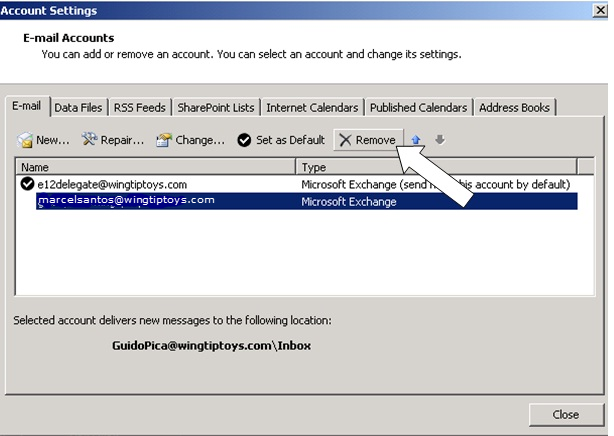 Account Settings
E-mail Accounts
You can add or remove an account. You can select an account and change its settings.
E-mail Data Files RSS Feeds SharePoint Lists Internet Calendars Published Calendars Address Books
New... Repair... Change... Set as Default Remove
Name Type
e12delegate@wingtiptoys.com Microsoft Exchange (send account by default)
marcelsantos@wingtiptoys.com Microsoft Exchange
Selected account delivers new messages to the following location:
GuidoPica@wingtiptoys.com\Inbox
Close